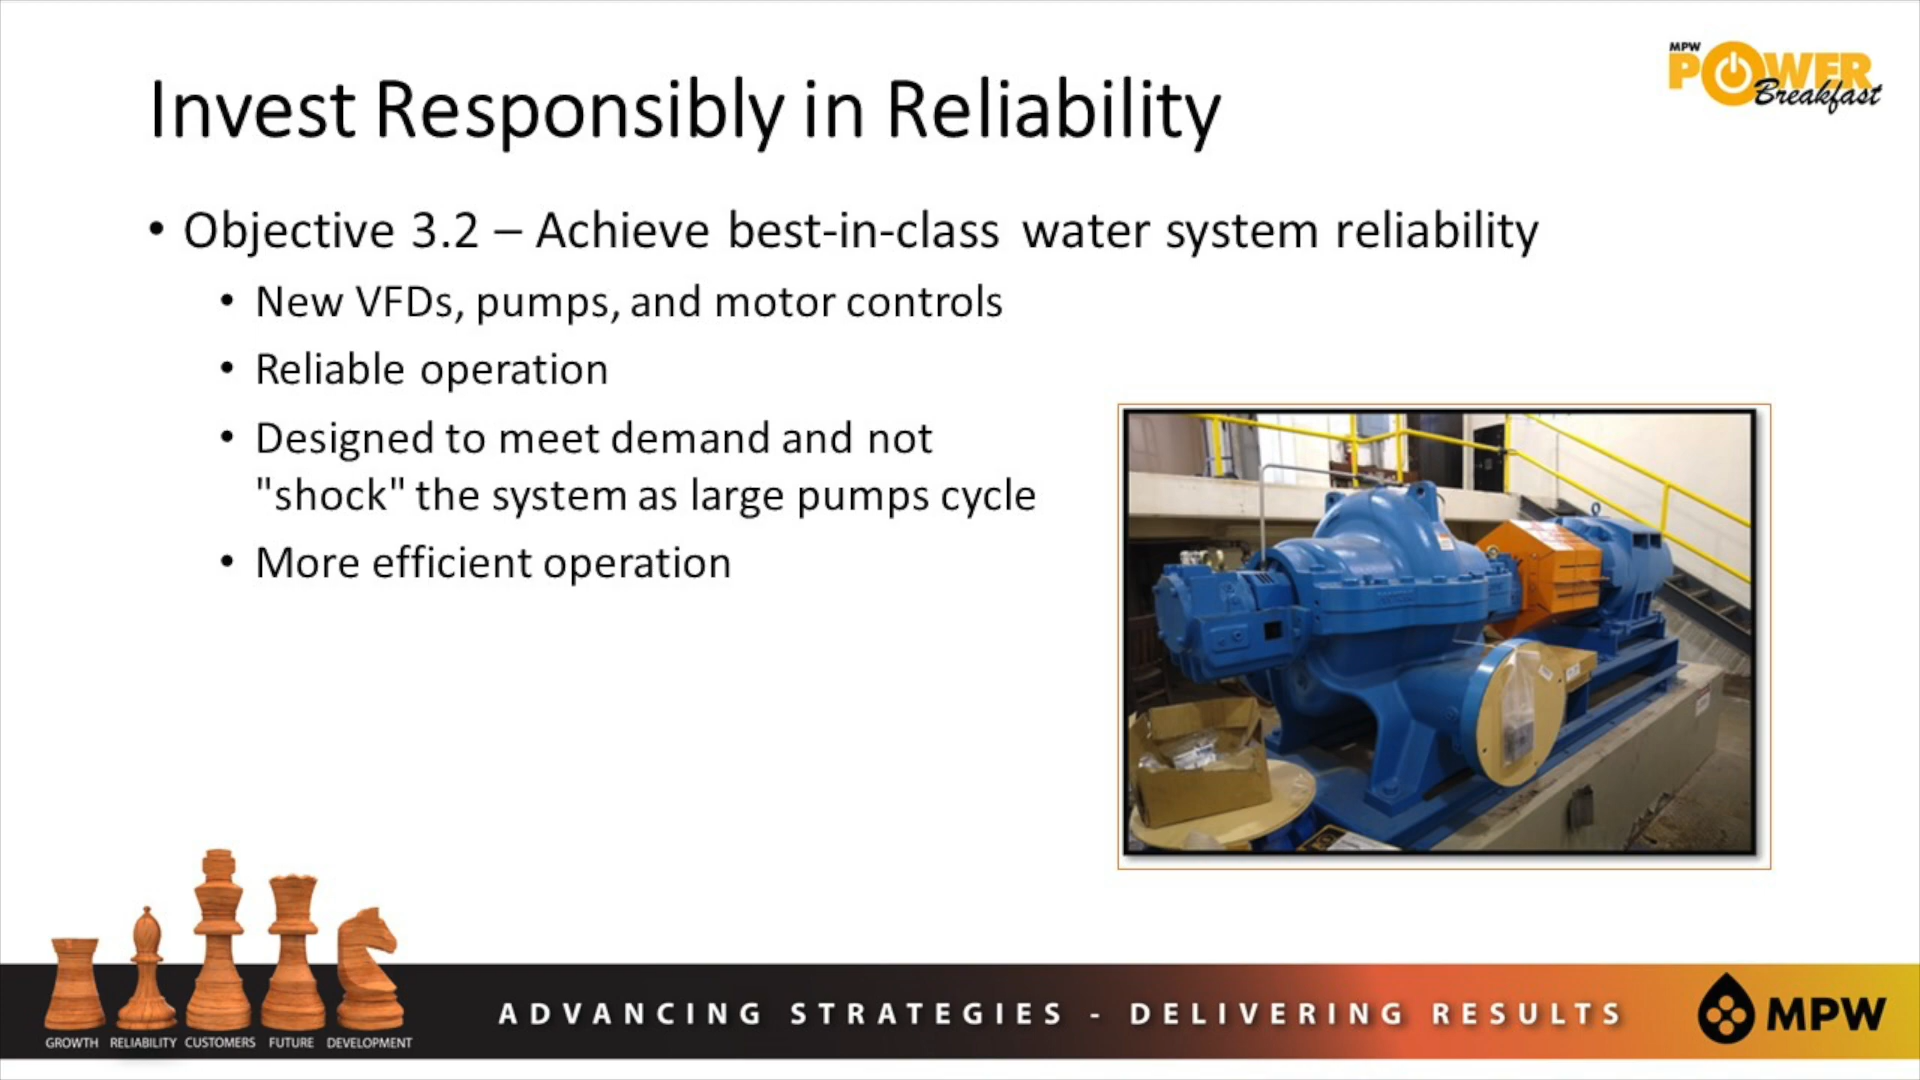 MPW
POWER
Breakfast
Invest Responsibly in Reliability
• Objective 3.2 – Achieve best-in-class water system reliability
• New VFDs, pumps, and motor controls
• Reliable operation
• Designed to meet demand and not
"shock" the system as large pumps cycle
• More efficient operation
GROWTH RELIABILITY CUSTOMERS FUTURE DEVELOPMENT
ADVANCING STRATEGIES - DELIVERING RESULTS
MPW